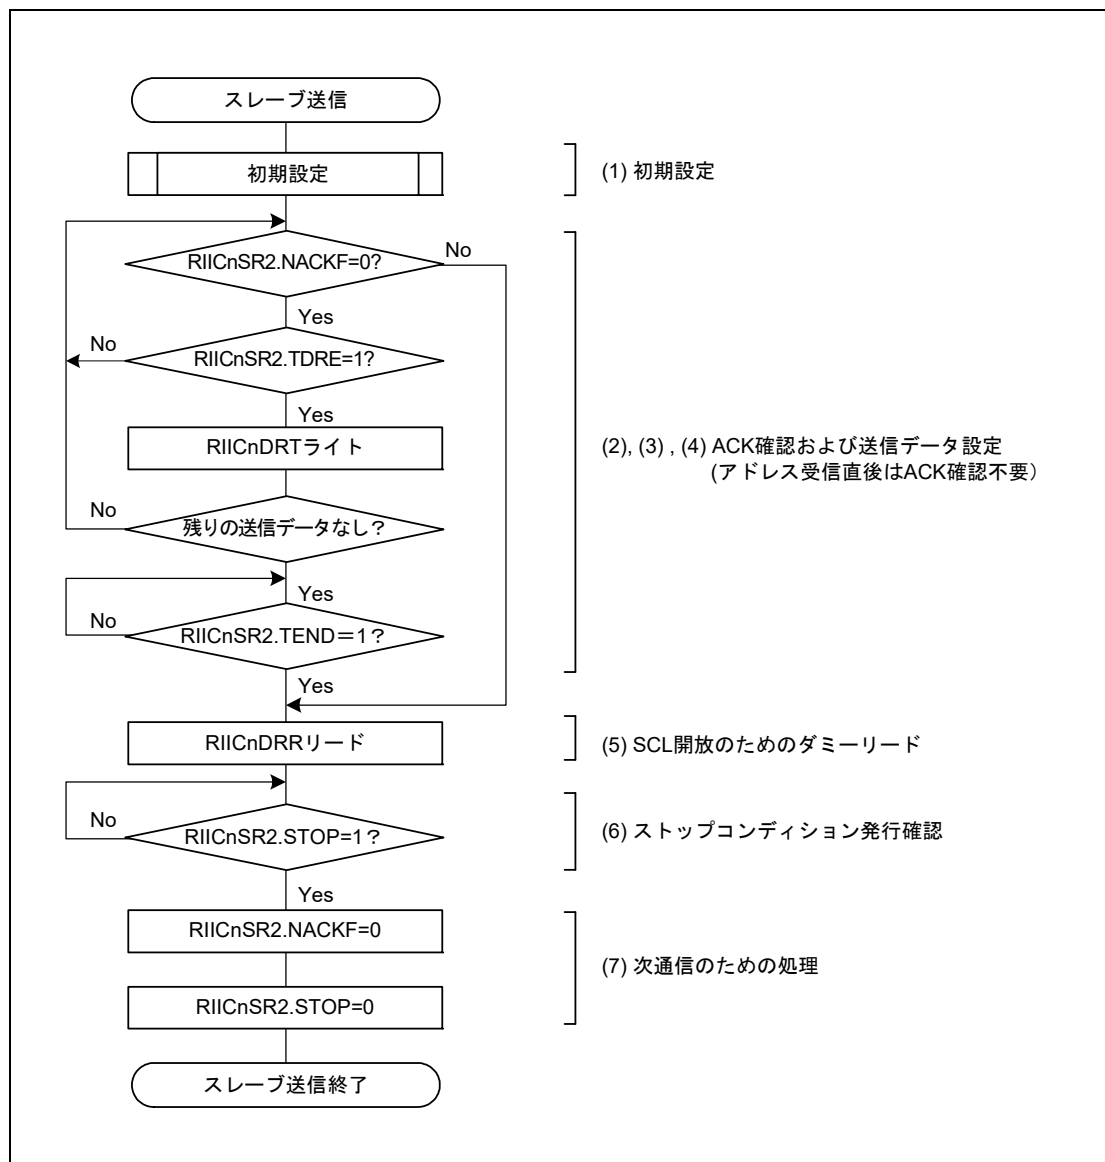 スレーブ送信
初期設定
(1) 初期設定
RIICnSR2.NACKF=0?
No
Yes
No
RIICnSR2.TDRE=1?
Yes
RIICnDRTライト
(2), (3) , (4) ACK確認および送信データ設定
(アドレス受信直後はACK確認不要）
No
残りの送信データなし？
Yes
No
RIICnSR2.TEND＝1？
Yes
RIICnDRRリード
(5) SCL開放のためのダミーリード
No
RIICnSR2.STOP=1？
(6) ストップコンディション発行確認
Yes
RIICnSR2.NACKF=0
(7) 次通信のための処理
RIICnSR2.STOP=0
スレーブ送信終了